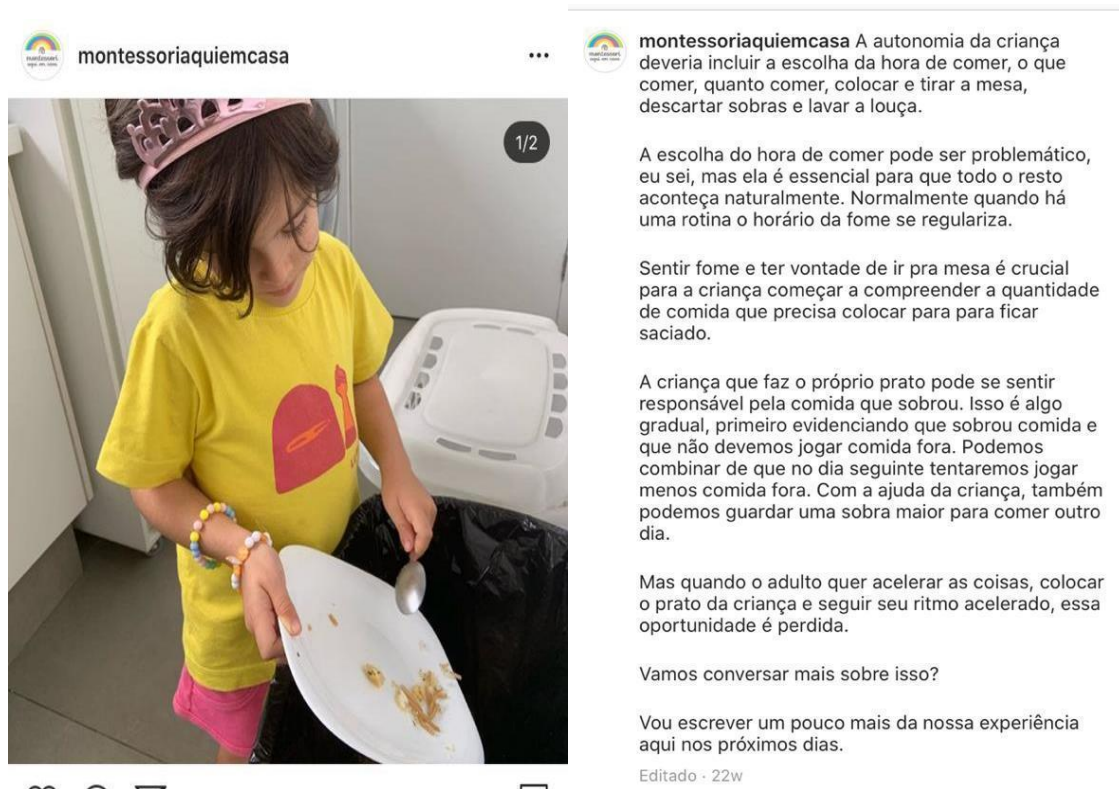 montessoriaquiemcasa
1/2
montessoriaquiemcasa A autonomia da criança
deveria incluir a escolha da hora de comer, o que
comer, quanto comer, colocar e tirar a mesa,
descartar sobras e lavar a louça.
A escolha do hora de comer pode ser problemático,
eu sei, mas ela é essencial para que todo o resto
aconteça naturalmente. Normalmente quando há
uma rotina o horário da fome se regulariza.
Sentir fome e ter vontade de ir pra mesa é crucial
para a criança começar a compreender a quantidade
de comida que precisa colocar para para ficar
saciado.
A criança que faz o próprio prato pode se sentir
responsável pela comida que sobrou. Isso é algo
gradual, primeiro evidenciando que sobrou comida e
que não devemos jogar comida fora. Podemos
combinar de que no dia seguinte tentaremos jogar
menos comida fora. Com a ajuda da criança, também
podemos guardar uma sobra maior para comer outro
dia.
Mas quando o adulto quer acelerar as coisas, colocar
o prato da criança e seguir seu ritmo acelerado, essa
oportunidade é perdida.
Vamos conversar mais sobre isso?
Vou escrever um pouco mais da nossa experiência
aqui nos próximos dias.
Editado · 22w